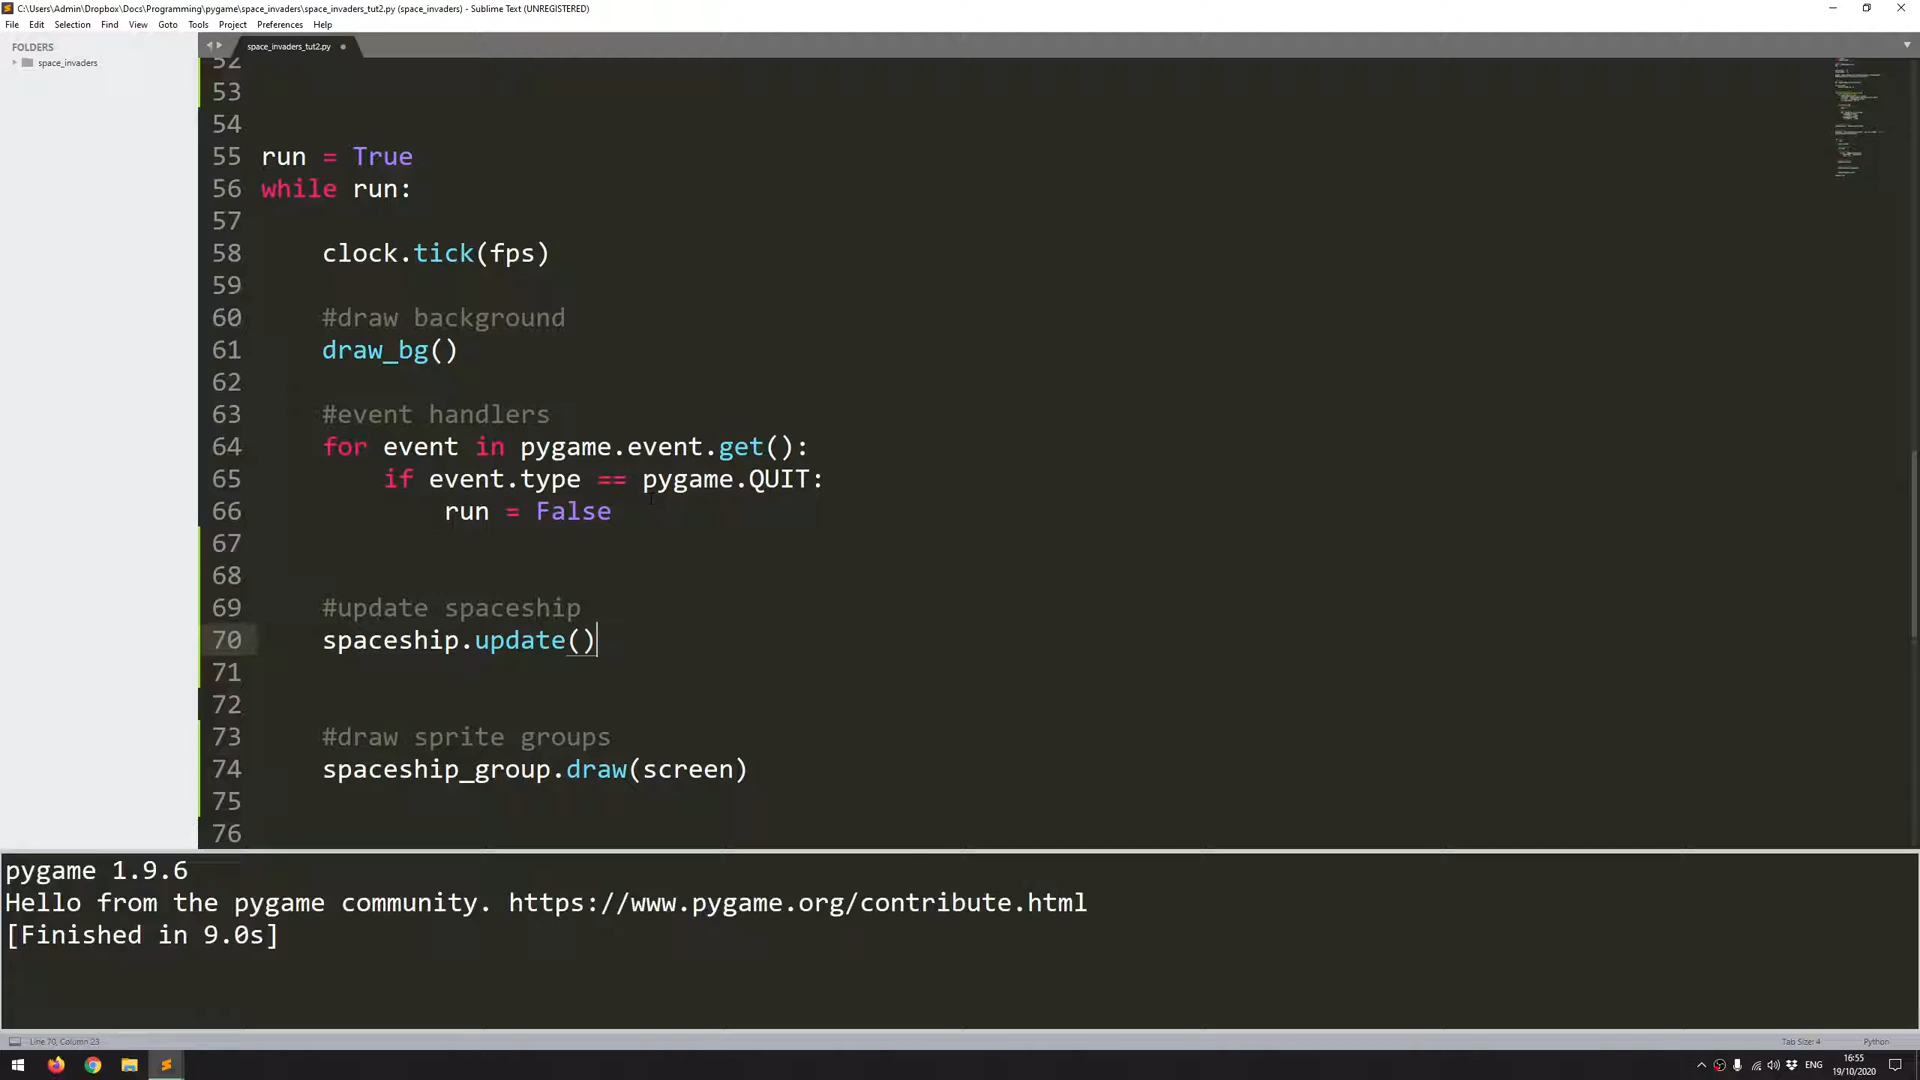 C:\Users\Admin\Dropbox\Docs\Programming\pygame\space_invaders\space_invaders_tut2.py (space_invaders) - Sublime Text (UNREGISTERED)
File Edit Selection Find View Goto Tools Project Preferences Help
FOLDERS
space_invaders
space_invaders_tut2.py
52
53
54
55 run = True
56 while run:
57
58 clock.tick(fps)
59
60 #draw background
61 draw_bg()
62
63 #event handlers
64 for event in pygame.event.get():
65 if event.type == pygame.QUIT:
66 run = False
67
68
69 #update spaceship
70 spaceship.update()
71
72
73 #draw sprite groups
74 spaceship_group.draw(screen)
75
76
pygame 1.9.6
Hello from the pygame community. https://www.pygame.org/contribute.html
[Finished in 9.0s]
Line 70, Column 23
Tab Size: 4
Python
ENG
16:55
19/10/2020